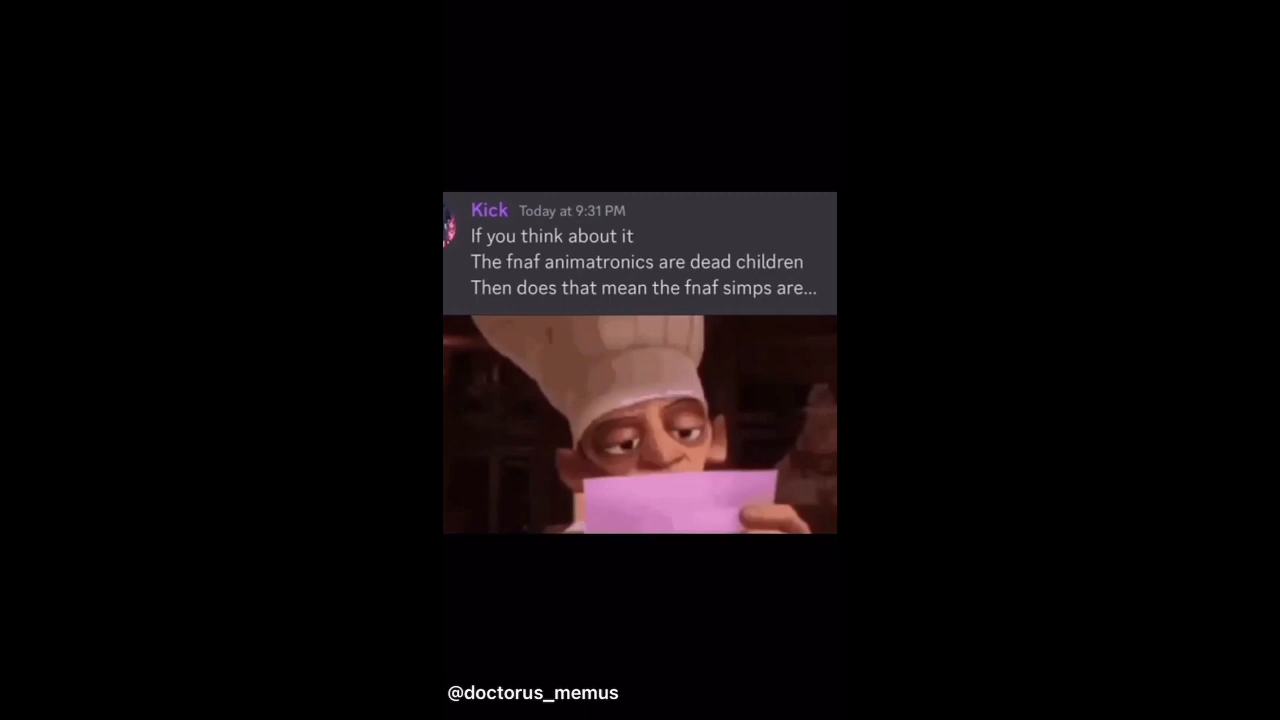 Kick Today at 9:31 PM
If you think about it
The fnaf animatronics are dead children
Then does that mean the fnaf simps are...
@doctorus_memus